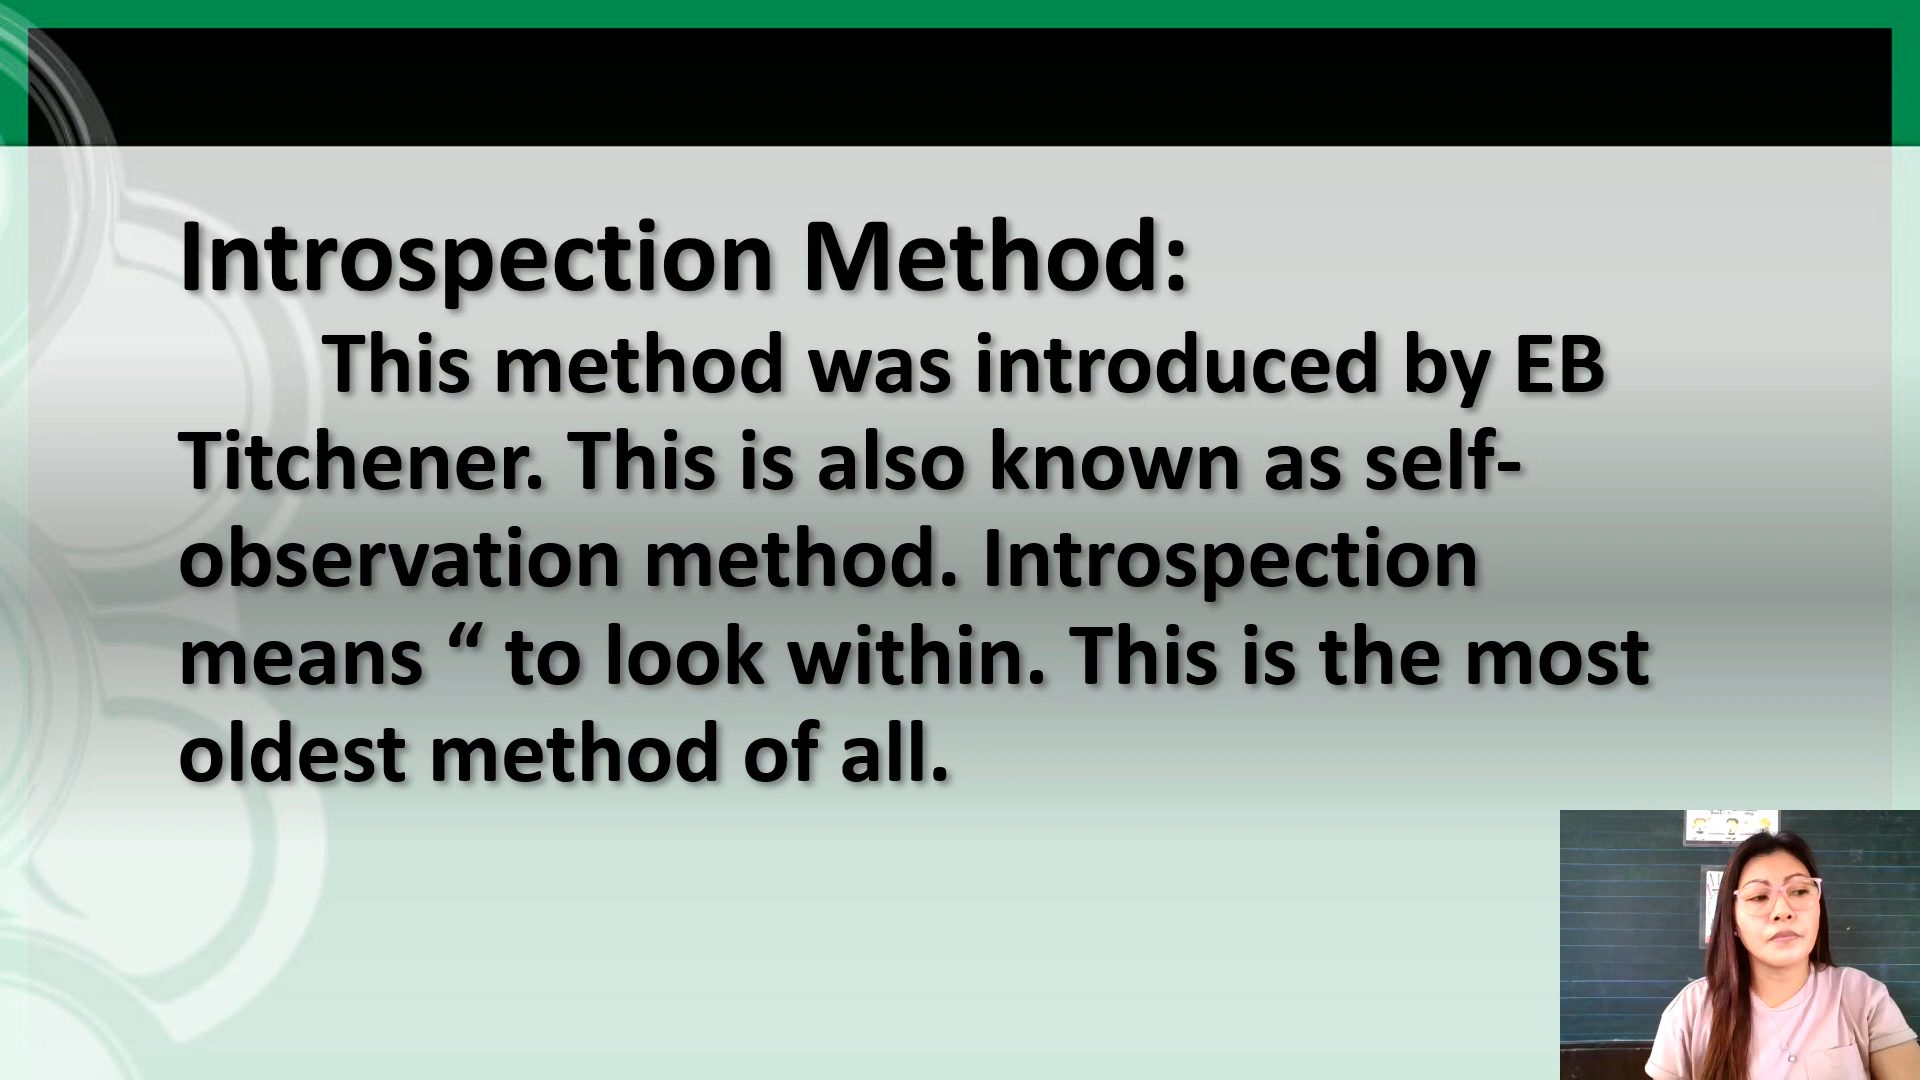 Introspection Method:
This method was introduced by EB
Titchener. This is also known as self-
observation method. Introspection
means “ to look within. This is the most
oldest method of all.